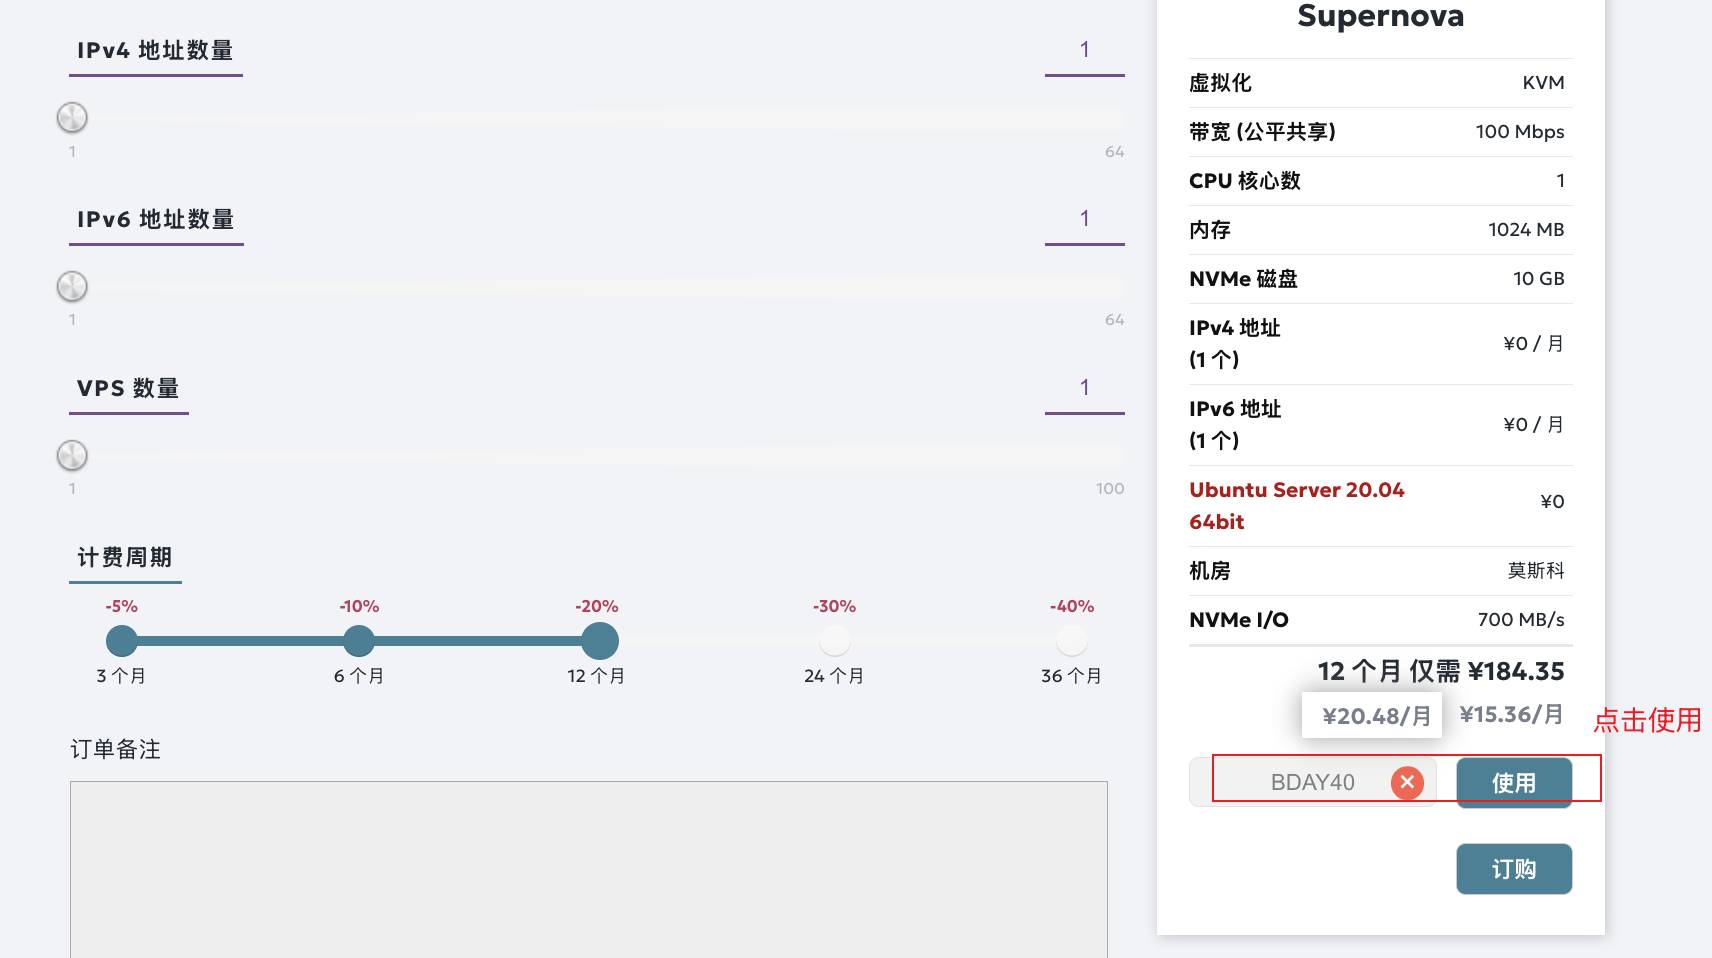 IPv4 地址数量
1
1
64
IPv6 地址数量
1
1
64
VPS 数量
1
1
100
计费周期
-5%
-10%
-20%
-30%
-40%
3 个月
6 个月
12 个月
24 个月
36 个月
订单备注
Supernova
虚拟化
KVM
带宽 (公平共享)
100 Mbps
CPU 核心数
1
内存
1024 MB
NVMe 磁盘
10 GB
IPv4 地址
(1 个)
¥0 / 月
IPv6 地址
(1 个)
¥0 / 月
Ubuntu Server 20.04
64bit
¥0
机房
莫斯科
NVMe I/O
700 MB/s
12 个月 仅需 ¥184.35
¥20.48/月
¥15.36/月
点击使用
BDAY40
使用
订购